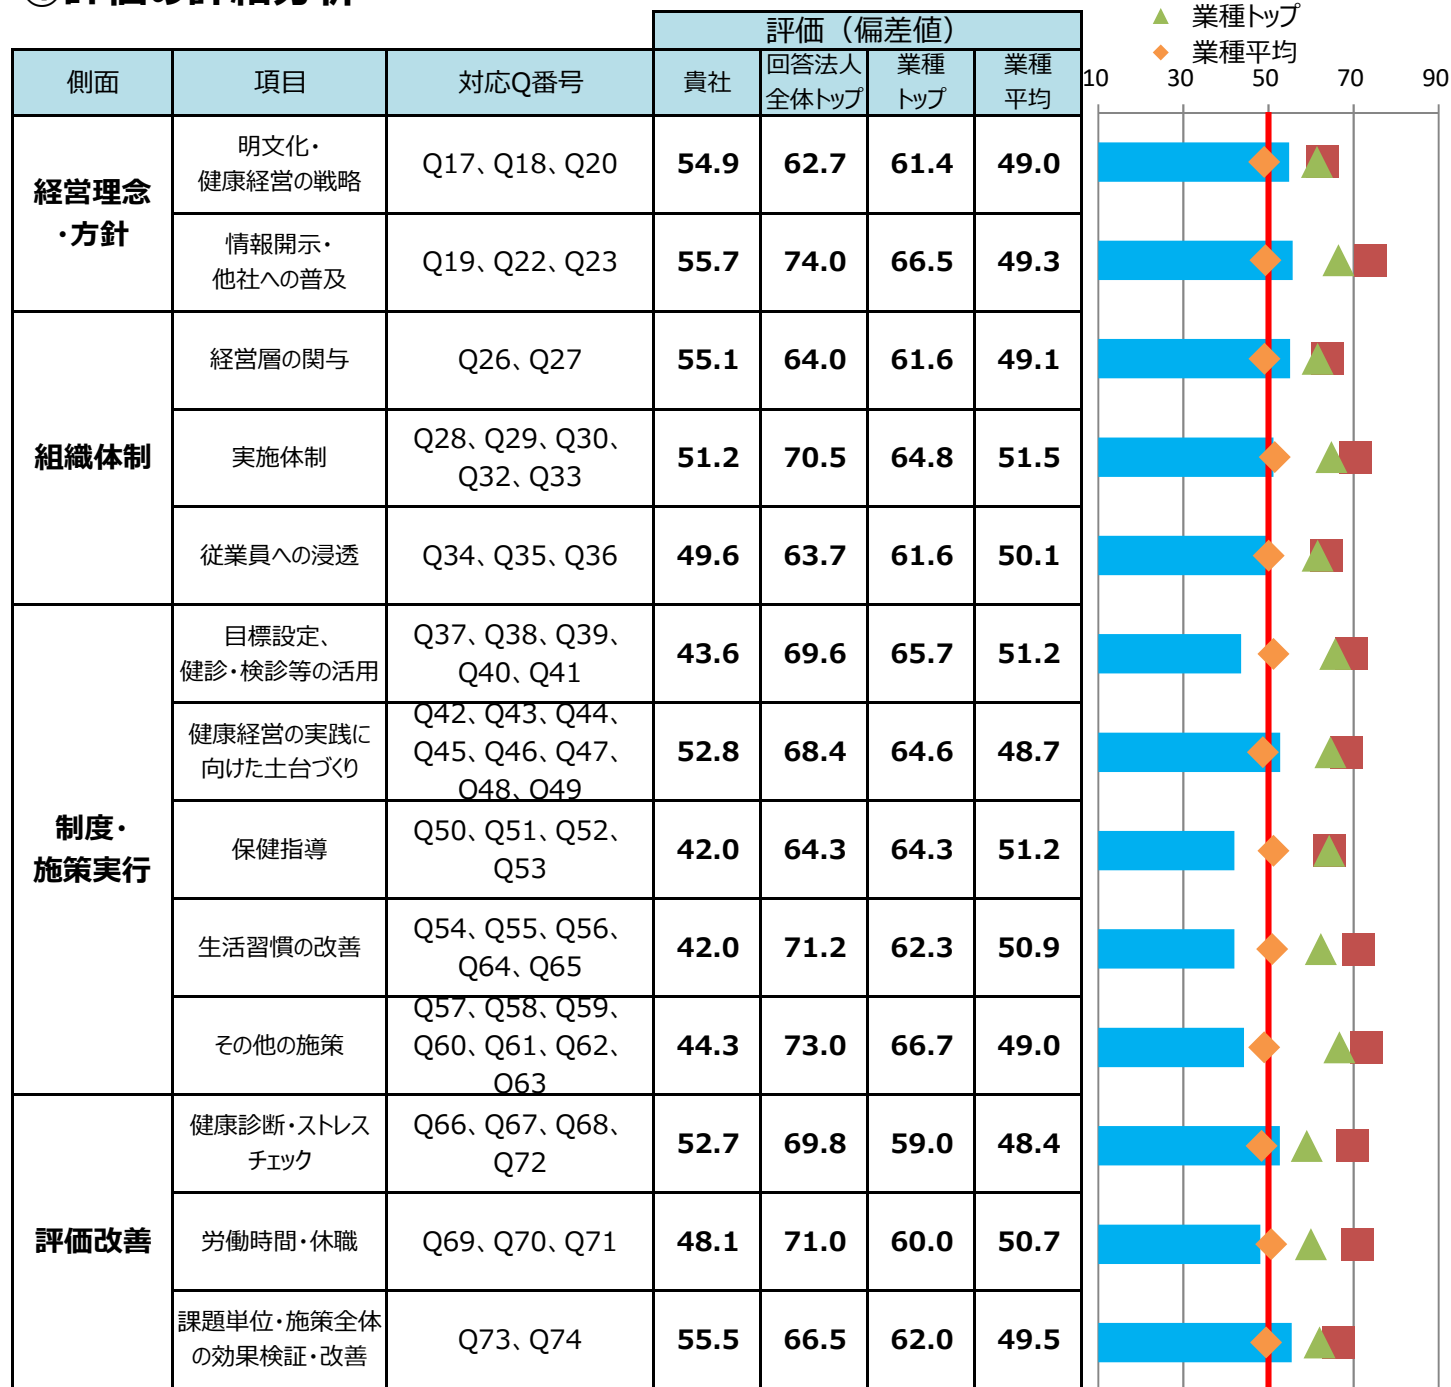 ①評価の詳細分析
▲ 業種トップ
◆ 業種平均
評価（偏差値）
側面 項目 対応Q番号 貴社 回答法人 業種 業種
全体トップ トップ 平均
10 30 50 70 90
経営理念
・方針
明文化・
健康経営の戦略
Q17、Q18、Q20 54.9 62.7 61.4 49.0
情報開示・
他社への普及
Q19、Q22、Q23 55.7 74.0 66.5 49.3
組織体制
経営層の関与 Q26、Q27 55.1 64.0 61.6 49.1
実施体制
Q28、Q29、Q30、
Q32、Q33
51.2 70.5 64.8 51.5
従業員への浸透 Q34、Q35、Q36 49.6 63.7 61.6 50.1
制度・
施策実行
目標設定、
健診・検診等の活用
Q37、Q38、Q39、
Q40、Q41
43.6 69.6 65.7 51.2
健康経営の実践に
向けた土台づくり
Q42、Q43、Q44、
Q45、Q46、Q47、
Q48、Q49
52.8 68.4 64.6 48.7
保健指導
Q50、Q51、Q52、
Q53
42.0 64.3 64.3 51.2
生活習慣の改善
Q54、Q55、Q56、
Q64、Q65
42.0 71.2 62.3 50.9
その他の施策
Q57、Q58、Q59、
Q60、Q61、Q62、
Q63
44.3 73.0 66.7 49.0
評価改善
健康診断・ストレス
チェック
Q66、Q67、Q68、
Q72
52.7 69.8 59.0 48.4
労働時間・休職 Q69、Q70、Q71 48.1 71.0 60.0 50.7
課題単位・施策全体
の効果検証・改善
Q73、Q74 55.5 66.5 62.0 49.5